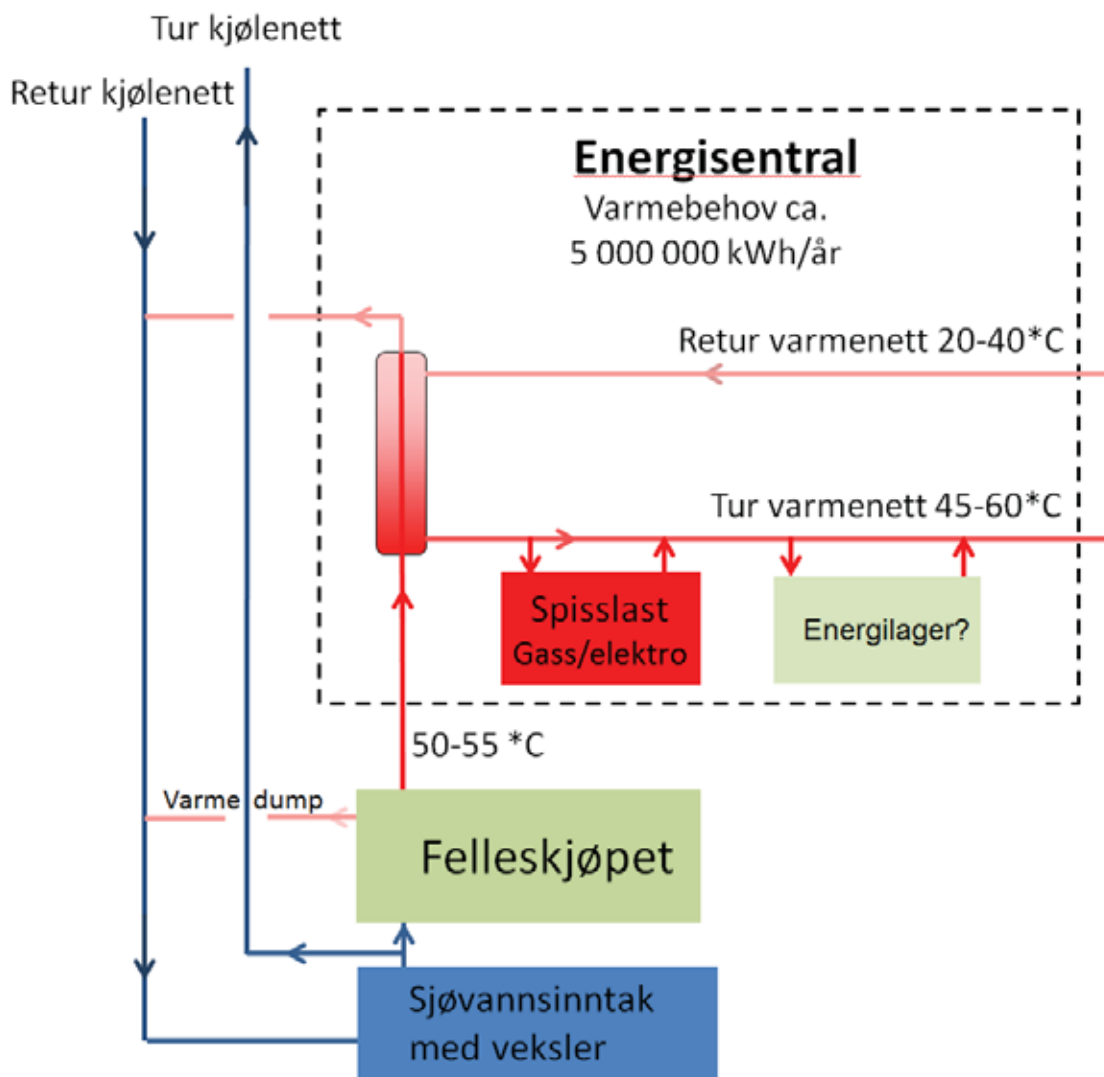 Tur kjølenett
Retur kjølenett
Energisentral
Varmebehov ca.
5 000 000 kWh/år
Retur varmenett 20-40*C
Tur varmenett 45-60*C
Spisslast
Gass/elektro
Energilager?
50-55 *C
Varme dump
Felleskjøpet
Sjøvannsinntak
med veksler